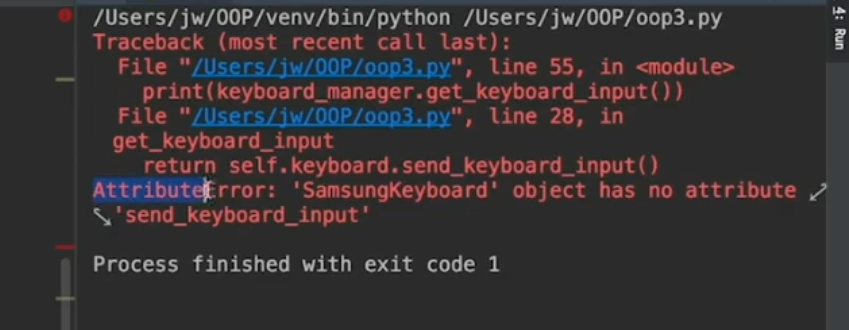 /Users/jw/OOP/venv/bin/python /Users/jw/OOP/oop3.py
Traceback (most recent call last):
File "/Users/jw/OOP/oop3.py", line 55, in <module>
print(keyboard_manager.get_keyboard_input())
File "/Users/jw/OOP/oop3.py", line 28, in
get_keyboard_input
return self.keyboard.send_keyboard_input()
AttributeError: 'SamsungKeyboard' object has no attribute
'send_keyboard_input'
Process finished with exit code 1
4: Run